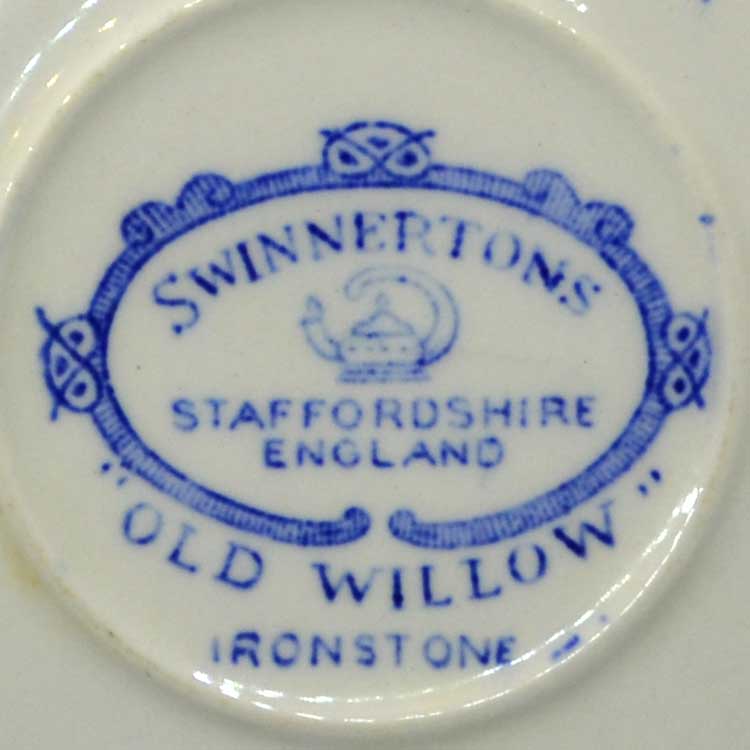 SWINNERTONS
STAFFORDSHIRE
ENGLAND
"OLD WILLOW"
IRONSTONE